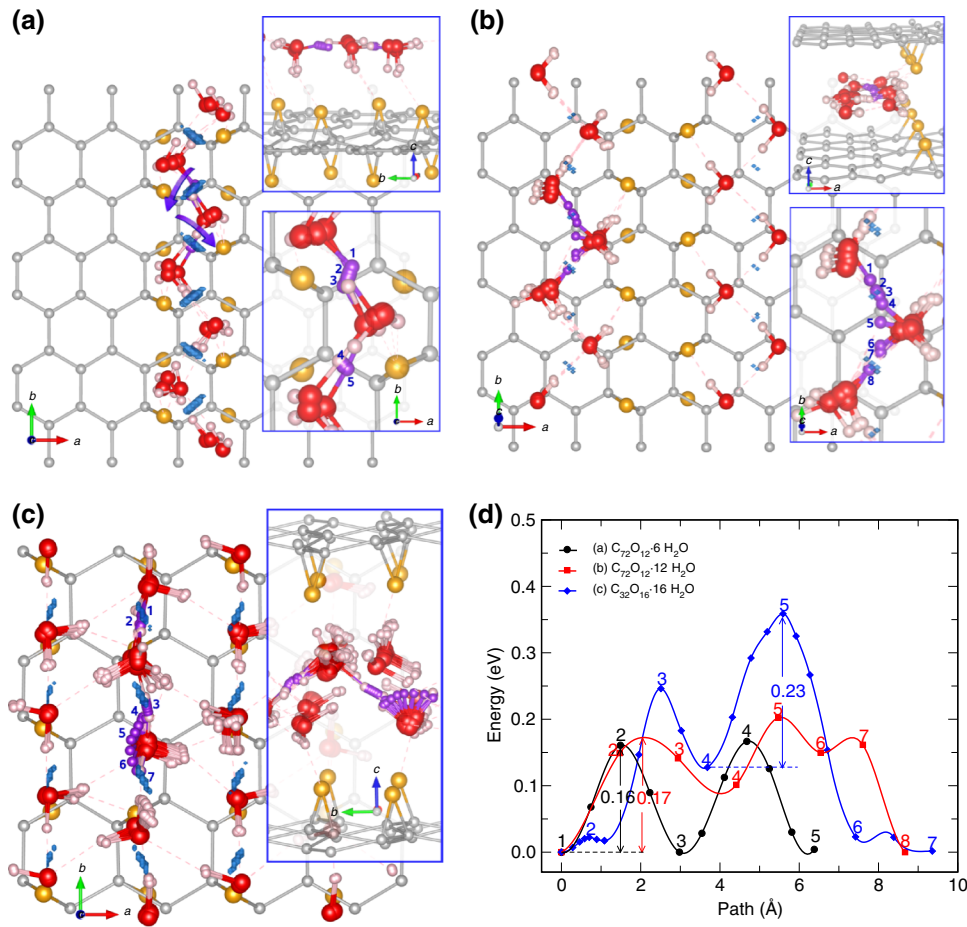 (a)
c
b
1
2
3
4
5
b
a
b
a
(b)
c
a
1
2
3
4
5
6
7
8
b
c
a
b
c
a
(c)
1
2
3
4
5
6
7
c
b
b
a
(d)
0.5
0.4
0.3
0.2
0.1
0.0
Energy (eV)
(a) C₇₂O₁₂·6 H₂O
(b) C₇₂O₁₂·12 H₂O
(c) C₃₂O₁₆·16 H₂O
1
2
3
4
5
2
3
4
5
6
7
8
2
3
4
5
6
7
0.16
0.17
0.23
0 2 4 6 8 10
Path (Å)